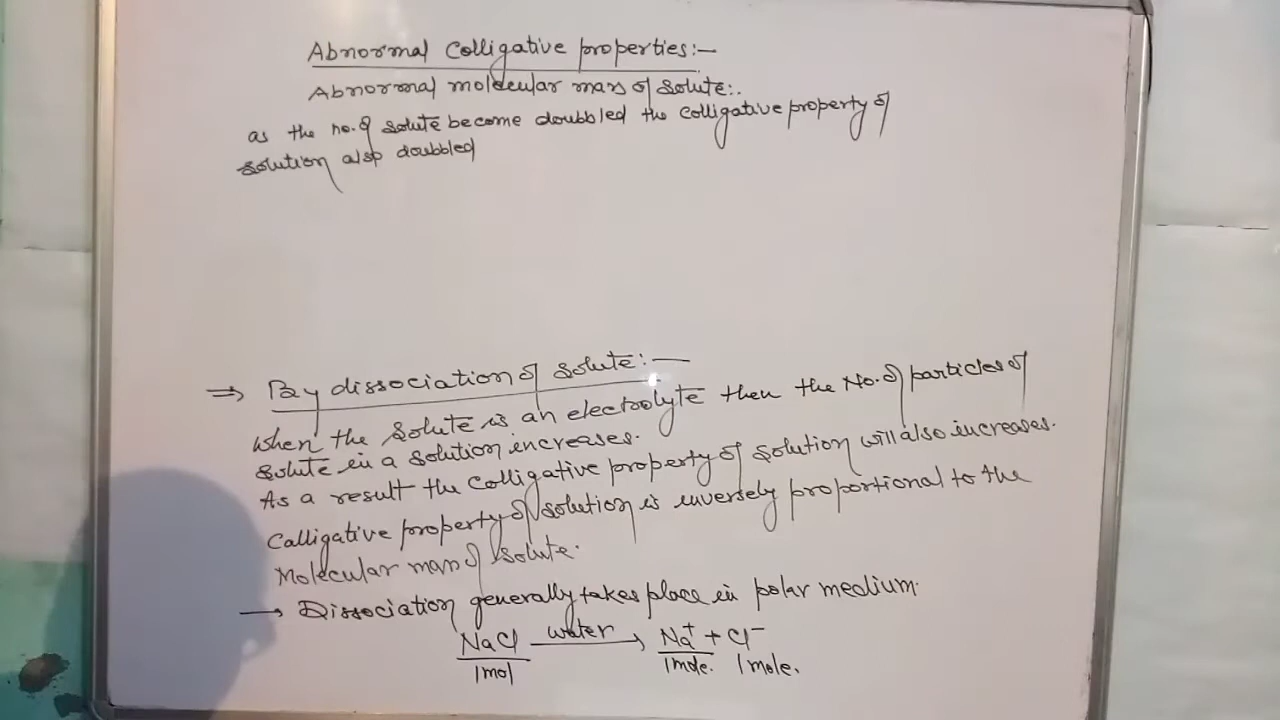 Abnormal Colligative properties:-
Abnormal molecular mass of solute:.
as the no. of solute become doubbled the colligative property of
solution also doubbled
⇒ By dissociation of solute:-
when the solute is an electrolyte then the No. of particles of
solute in a solution increases.
As a result the colligative property of solution will also increases.
Calligative property of solution is inversely proportional to the
Molecular mass of solute.
→ Dissociation generally takes place in polar medium.
NaCl water → Na+ + Cl-
1mol 1mole. 1mole.